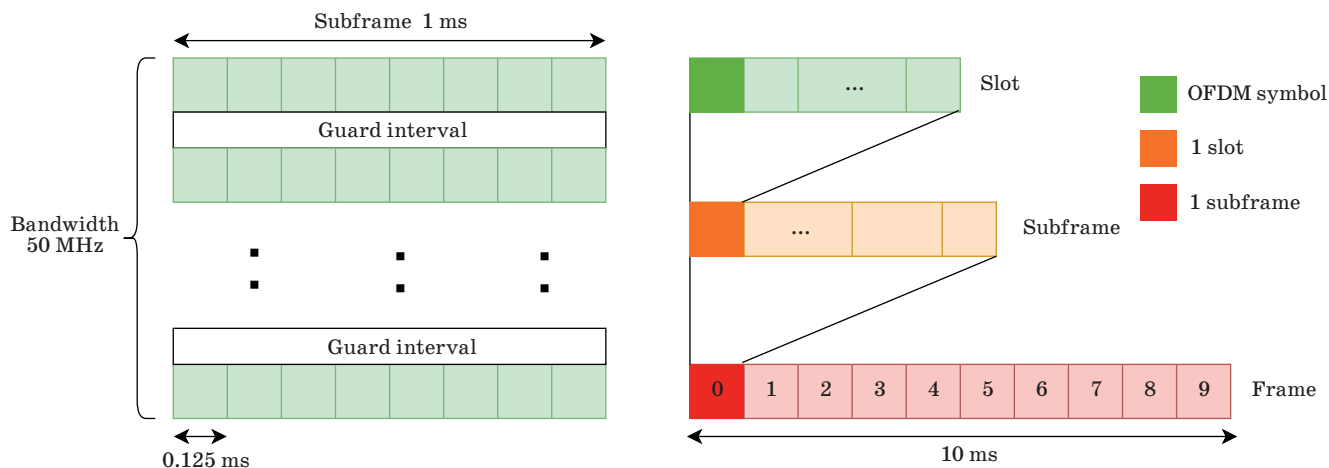 Subframe 1 ms
Guard interval
Bandwidth
50 MHz
Guard interval
0.125 ms
...
Slot
...
Subframe
0 1 2 3 4 5 6 7 8 9
Frame
10 ms
OFDM symbol
1 slot
1 subframe